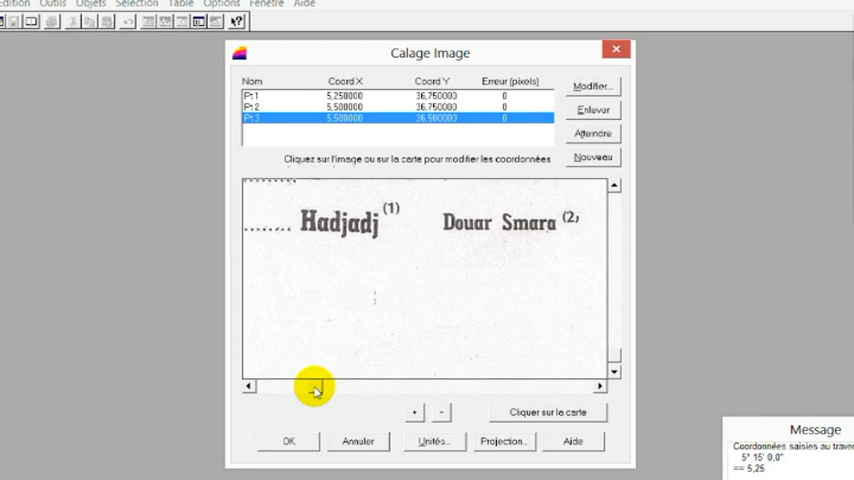 Edition Outils Objets Sélection Table Options Fenêtre Aide
Calage Image
Nom Coord X Coord Y Erreur (pixels)
Pt 1 5,250000 36,750000 0
Pt 2 5,500000 36,750000 0
Pt 3 5,500000 36,500000 0
Modifier...
Enlever
Atteindre
Nouveau
Cliquez sur l'image ou sur la carte pour modifier les coordonnées
....... Hadjadj (1) Douar Smara (2)
+ - Cliquer sur la carte
OK Annuler Unités... Projection... Aide
Message
Coordonnées saisies au traver
5° 15' 0,0"
== 5,25